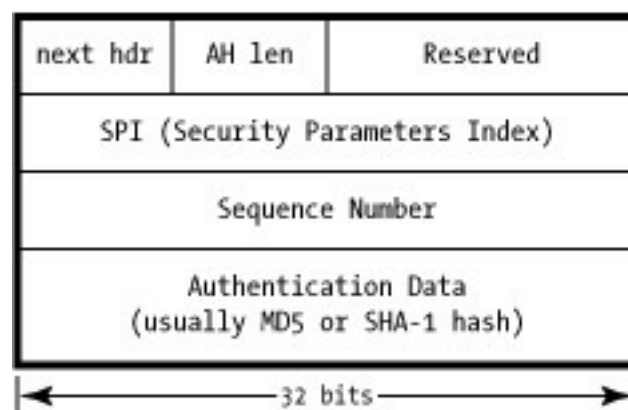 next hdr AH len Reserved
SPI (Security Parameters Index)
Sequence Number
Authentication Data
(usually MD5 or SHA-1 hash)
32 bits